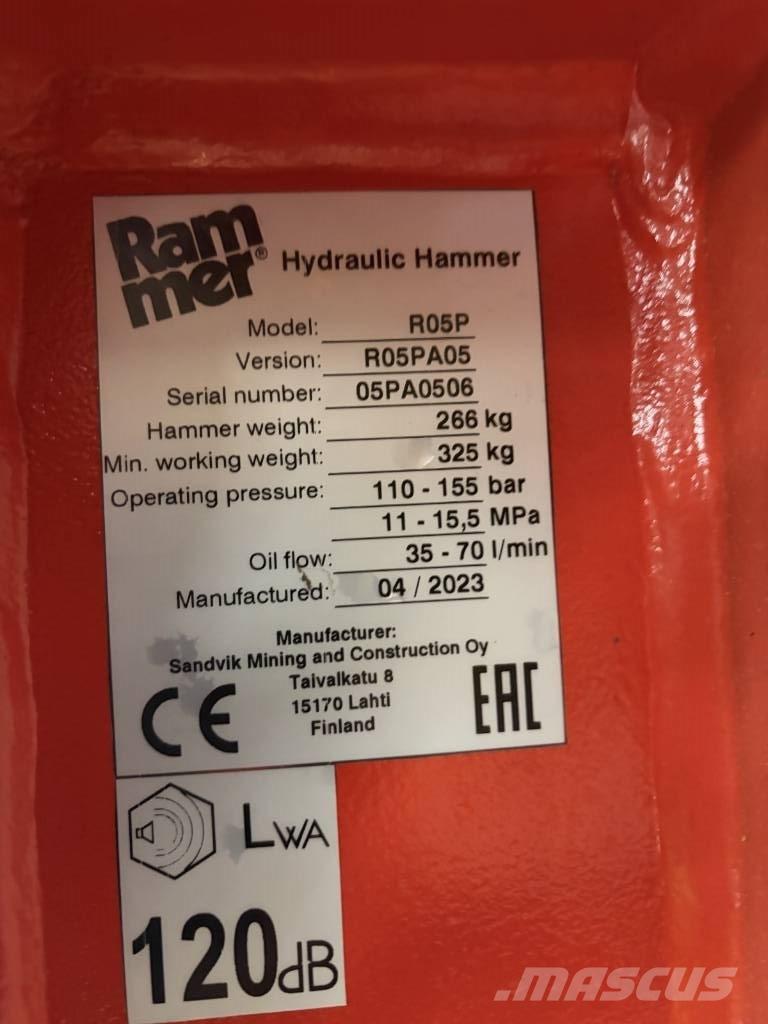 Ram
mer® Hydraulic Hammer
Model: R05P
Version: R05PA05
Serial number: 05PA0506
Hammer weight: 266 kg
Min. working weight: 325 kg
Operating pressure: 110 - 155 bar
11 - 15,5 MPa
Oil flow: 35 - 70 l/min
Manufactured: 04 / 2023
Manufacturer:
Sandvik Mining and Construction Oy
Taivalkatu 8
15170 Lahti
Finland
CE EAC
LWA
120dB
.MASCUS